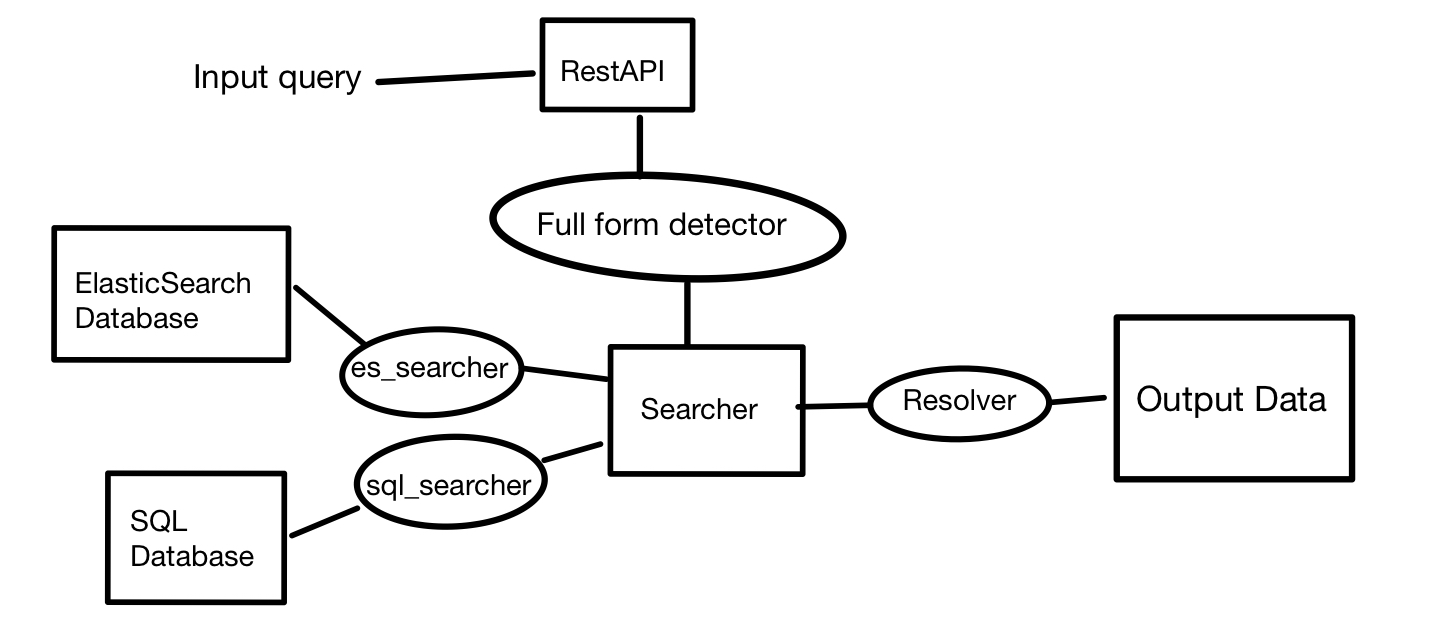 RestAPI
Input query
Full form detector
ElasticSearch
Database
es_searcher
Searcher
Resolver
Output Data
sql_searcher
SQL
Database